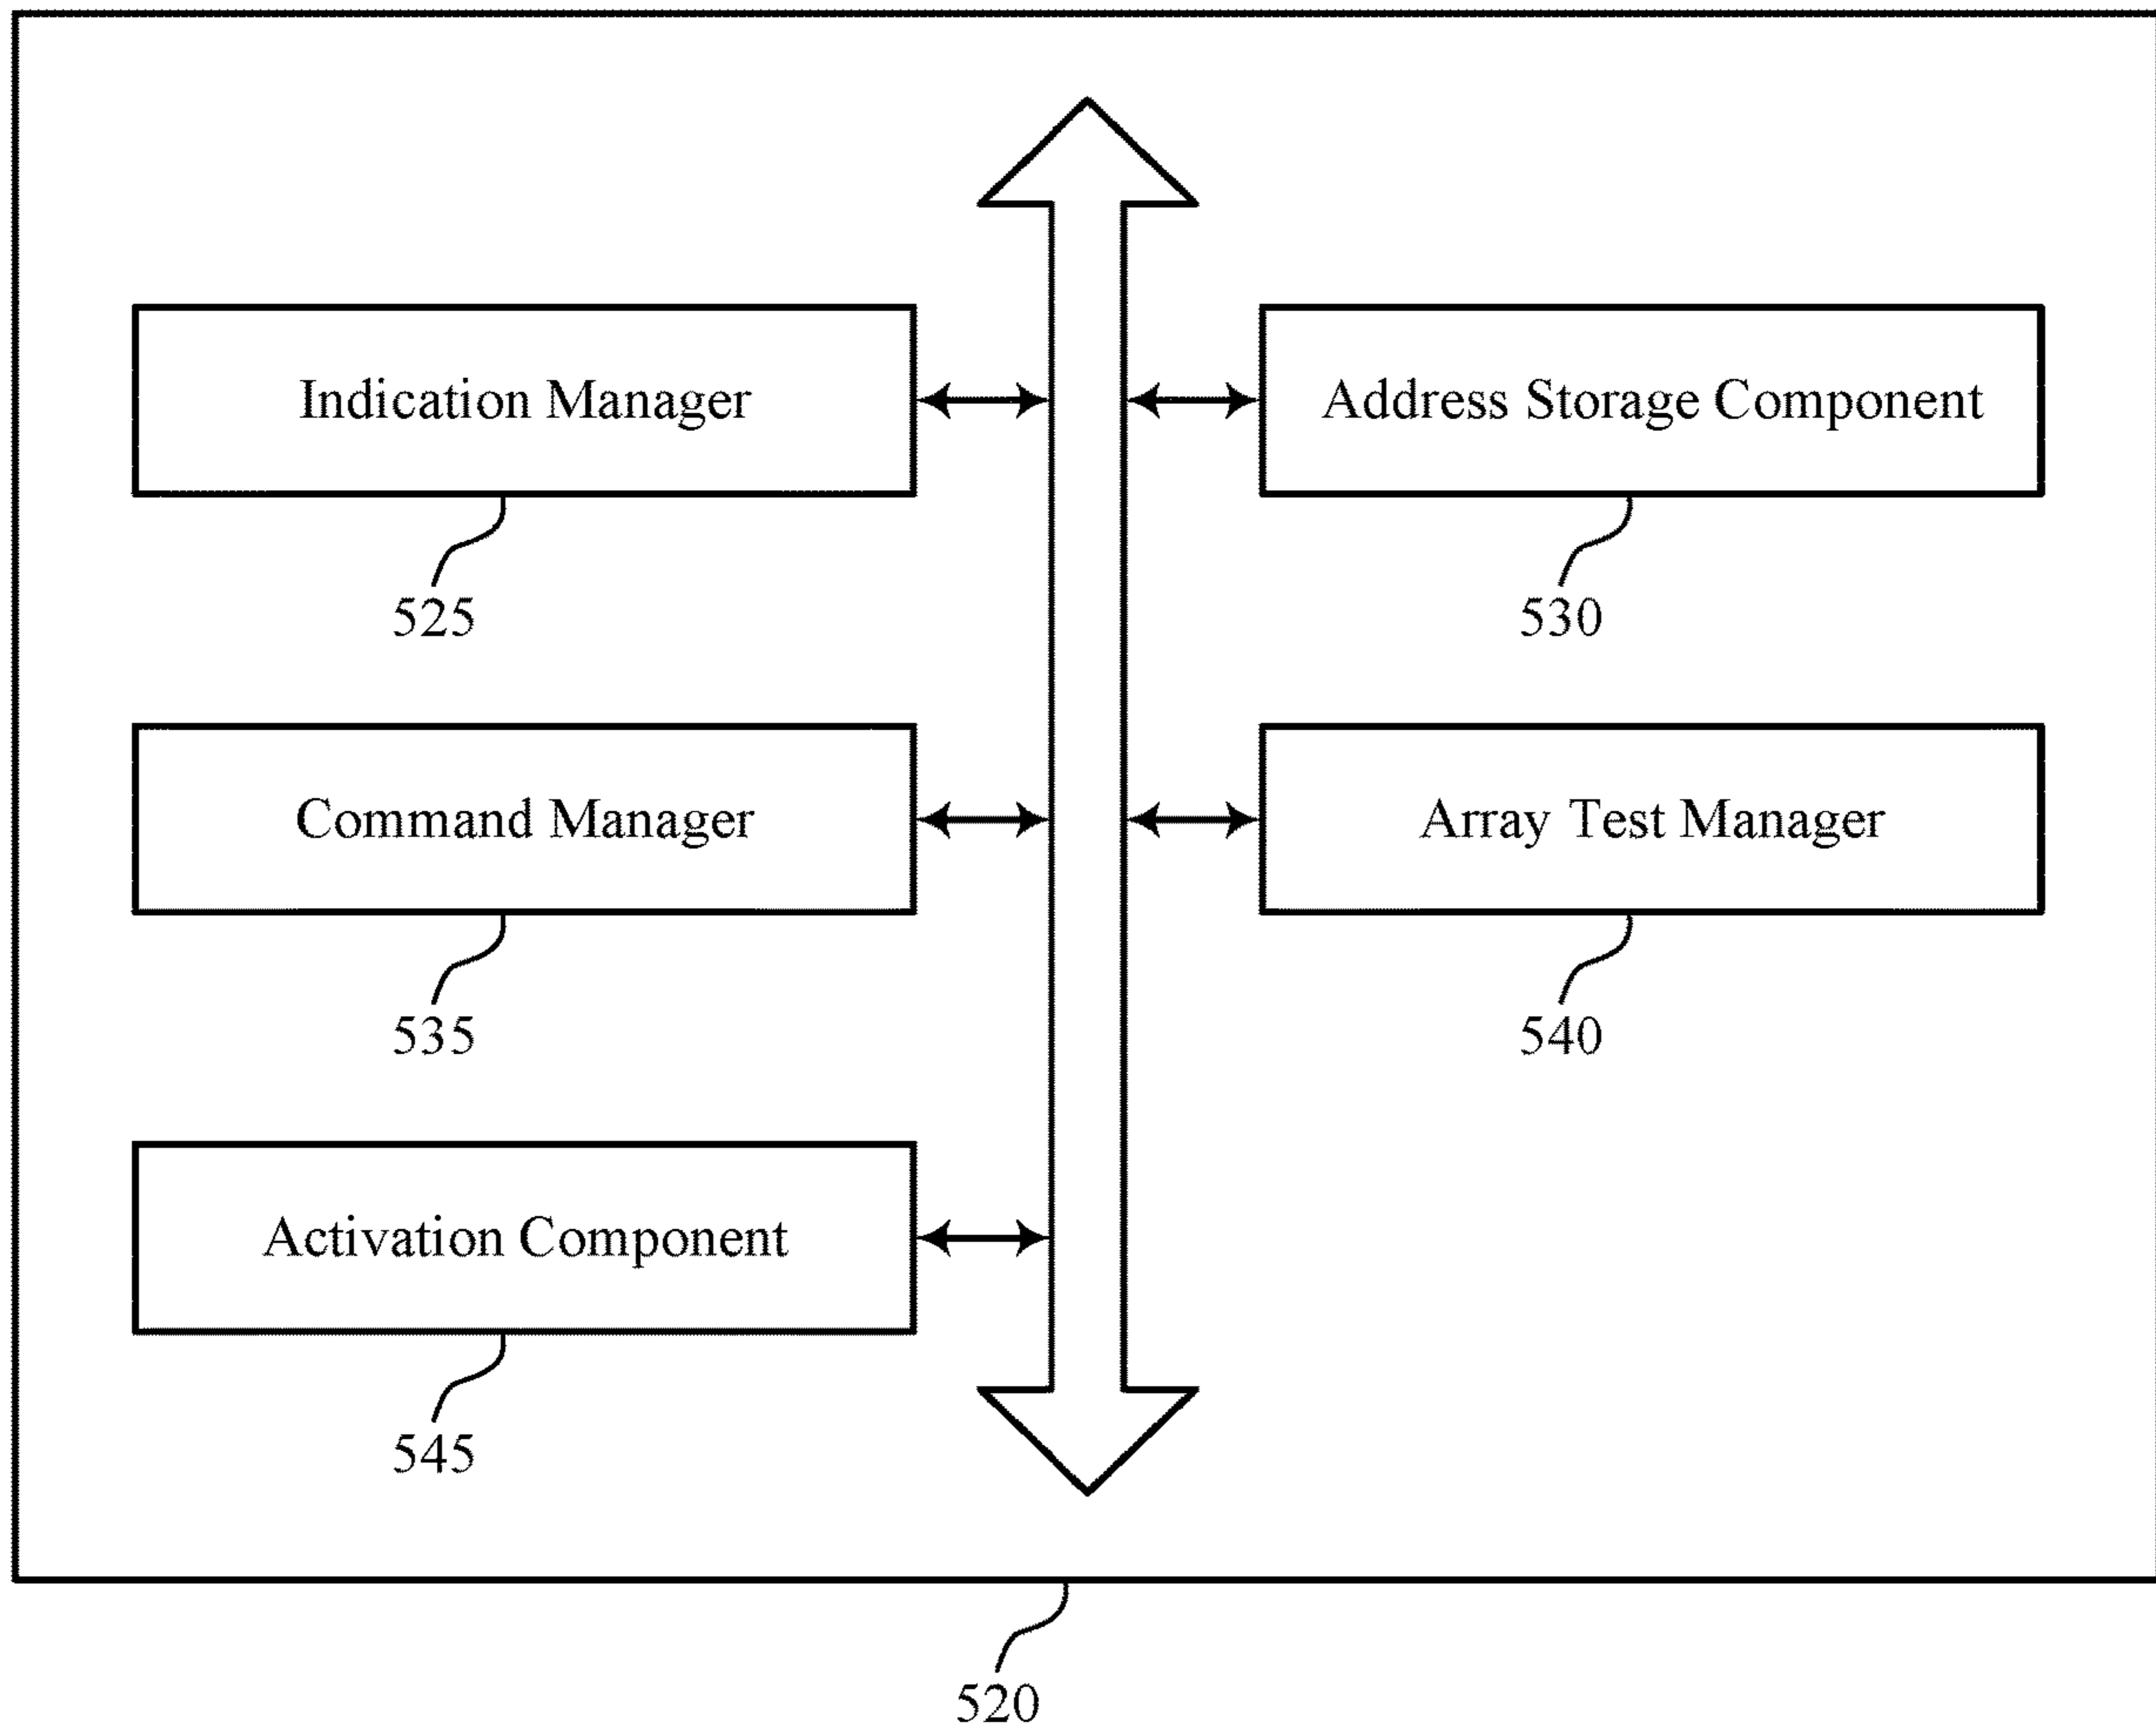 Indication Manager
Address Storage Component
525
530
Command Manager
Array Test Manager
535
540
Activation Component
545
520